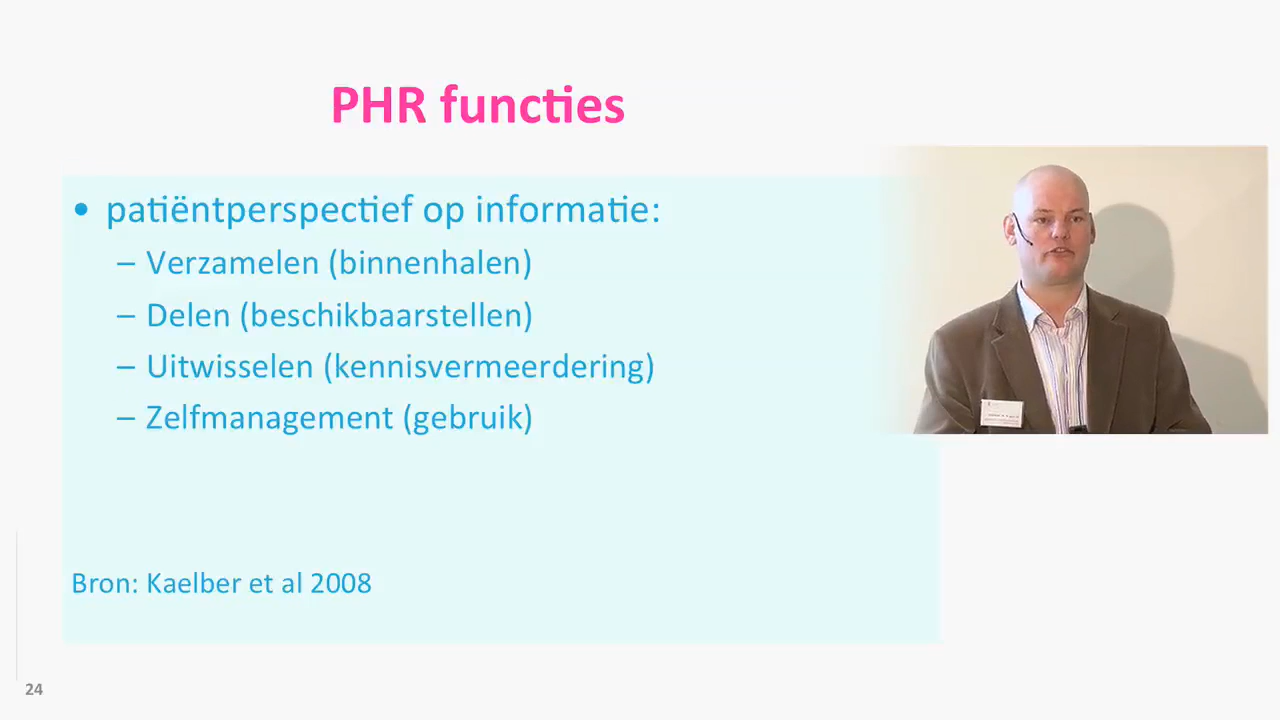 PHR functies
• patiëntperspectief op informatie:
– Verzamelen (binnenhalen)
– Delen (beschikbaarstellen)
– Uitwisselen (kennisvermeerdering)
– Zelfmanagement (gebruik)
Bron: Kaelber et al 2008
24